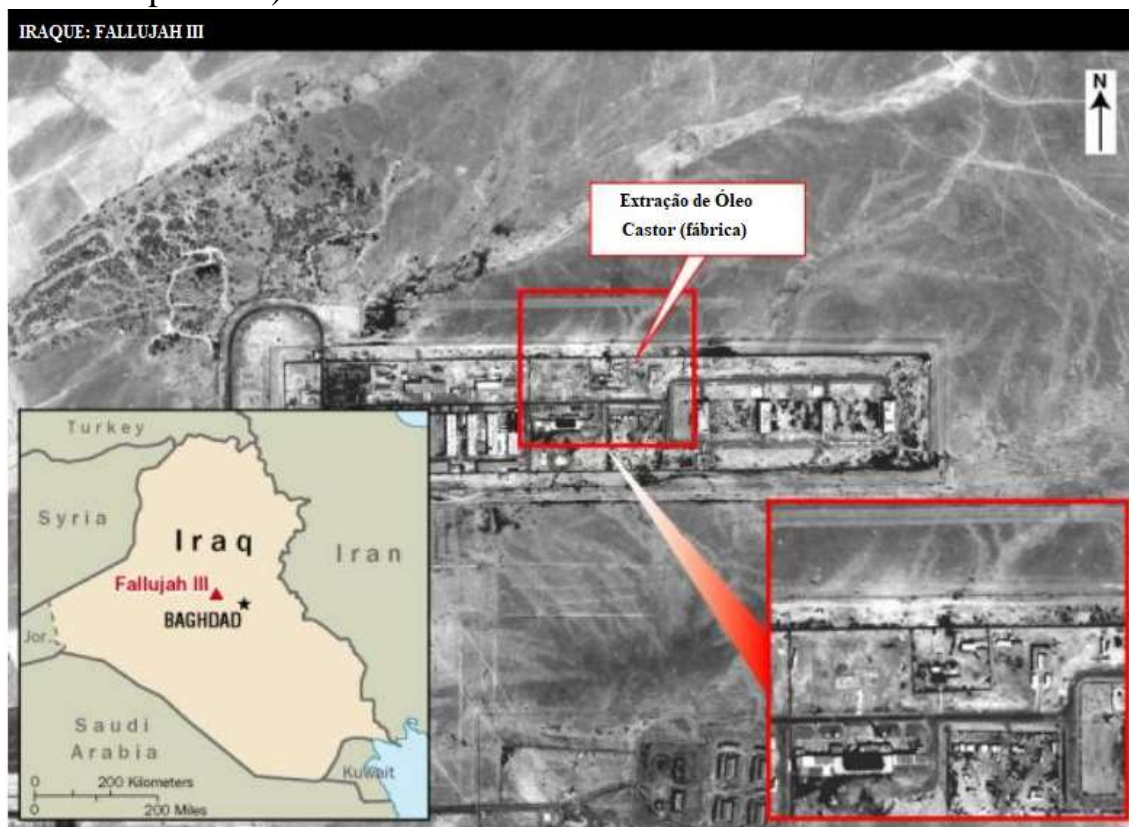 IRAQUE: FALLUJAH III
N
Extração de Óleo
Castor (fábrica)
Turkey
Syria
Iraq
Iran
Fallujah III
BAGHDAD
Jor.
Saudi
Arabia
Kuwait
0 200 Kilometers
0 200 Miles